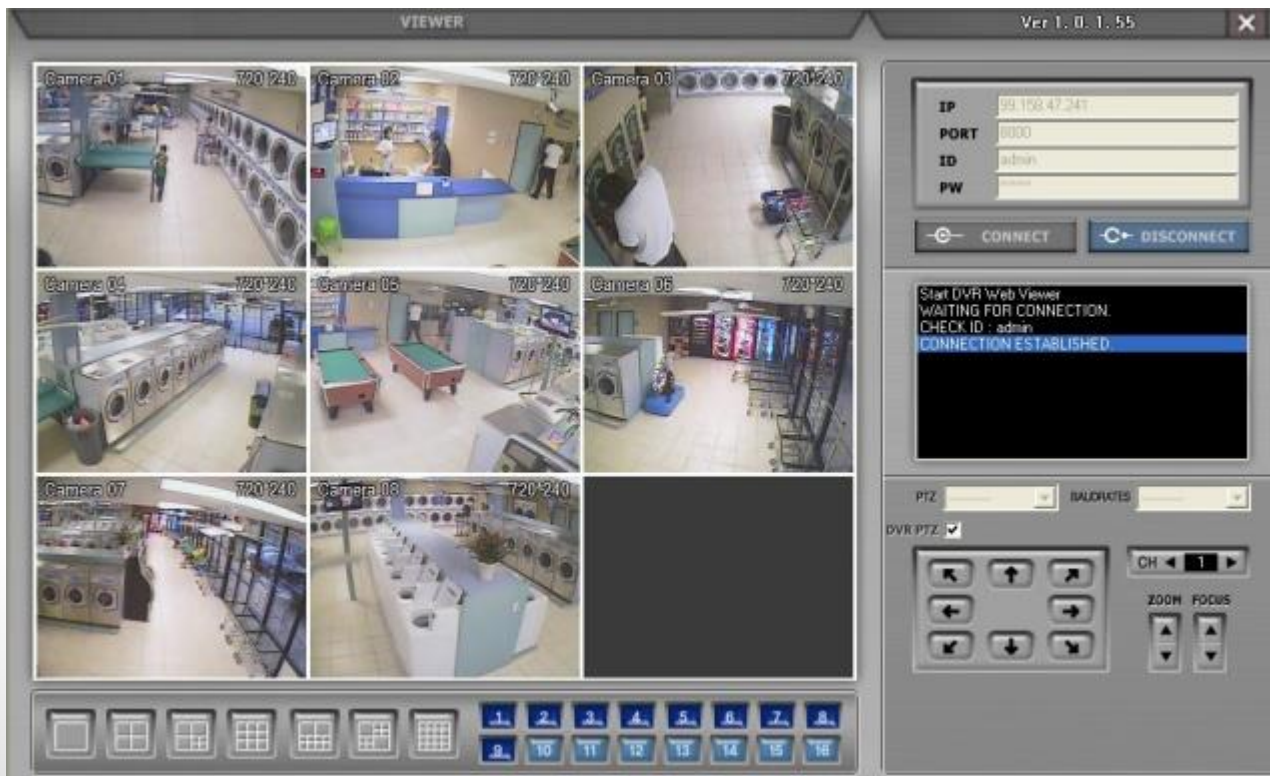 VIEWER
Ver 1. 0. 1. 55
Camera 01 720*240
Camera 02 720*240
Camera 03 720*240
Camera 04 720*240
Camera 05 720*240
Camera 06 720*240
Camera 07 720*240
Camera 08 720*240
IP 99.158.47.241
PORT 8000
ID admin
PW ******
CONNECT
DISCONNECT
Start DVR Web Viewer
WAITING FOR CONNECTION.
CHECK ID : admin
CONNECTION ESTABLISHED.
PTZ
BAUDRATES
DVR PTZ
CH 1
ZOOM FOCUS
1 2 3 4 5 6 7 8
9 10 11 12 13 14 15 16